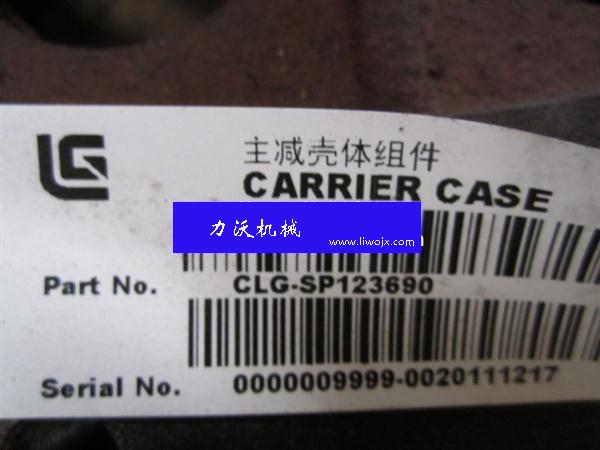 LG
主减壳体组件
CARRIER CASE
力沃机械
www.liwojx.com
Part No. CLG-SP123690
Serial No. 0000009999-0020111217